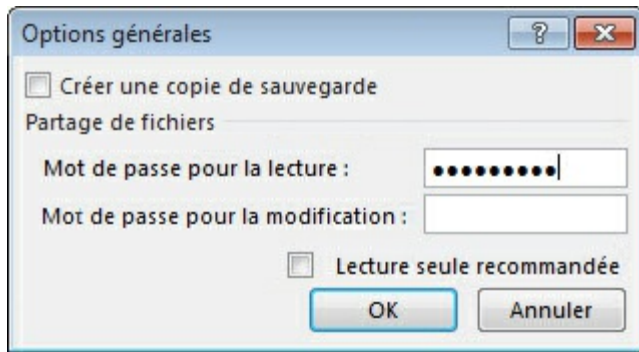 Options générales
Créer une copie de sauvegarde
Partage de fichiers
Mot de passe pour la lecture : •••••••••
Mot de passe pour la modification :
Lecture seule recommandée
OK Annuler